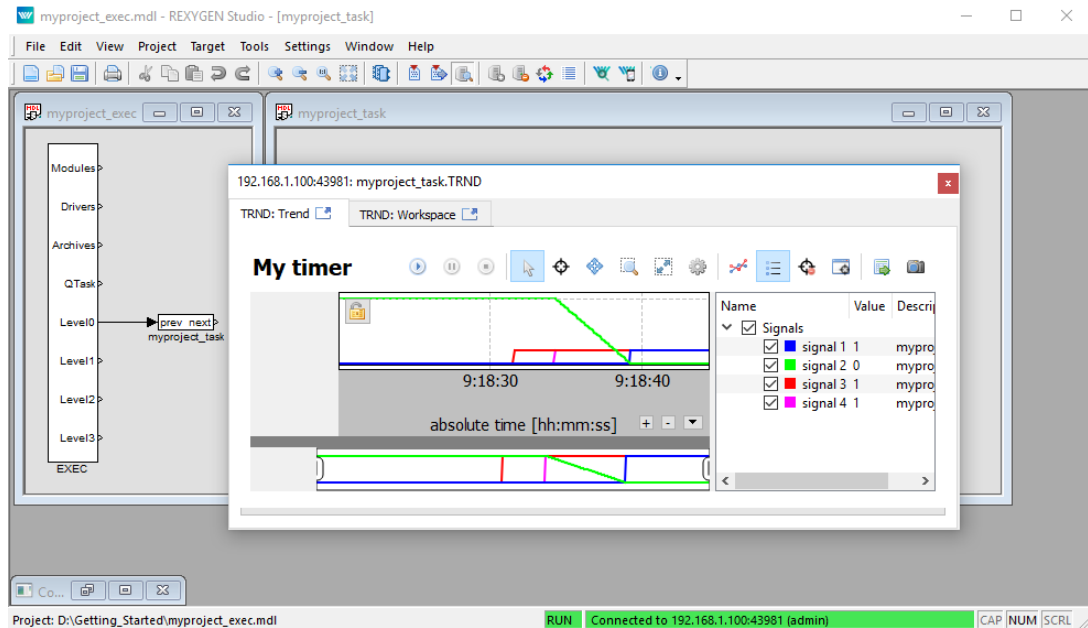 myproject_exec.mdl - REXYGEN Studio - [myproject_task]
File Edit View Project Target Tools Settings Window Help
myproject_exec
myproject_task
Modules
Drivers
Archives
QTask
Level0
prev next
myproject_task
Level1
Level2
Level3
EXEC
192.168.1.100:43981: myproject_task.TRND
TRND: Trend TRND: Workspace
My timer
9:18:30 9:18:40
absolute time [hh:mm:ss] + -
Name Value Descrip
Signals
signal 1 1 myproj
signal 2 0 myproj
signal 3 1 myproj
signal 4 1 myproj
Co...
Project: D:\Getting_Started\myproject_exec.mdl RUN Connected to 192.168.1.100:43981 (admin) CAP NUM SCRL